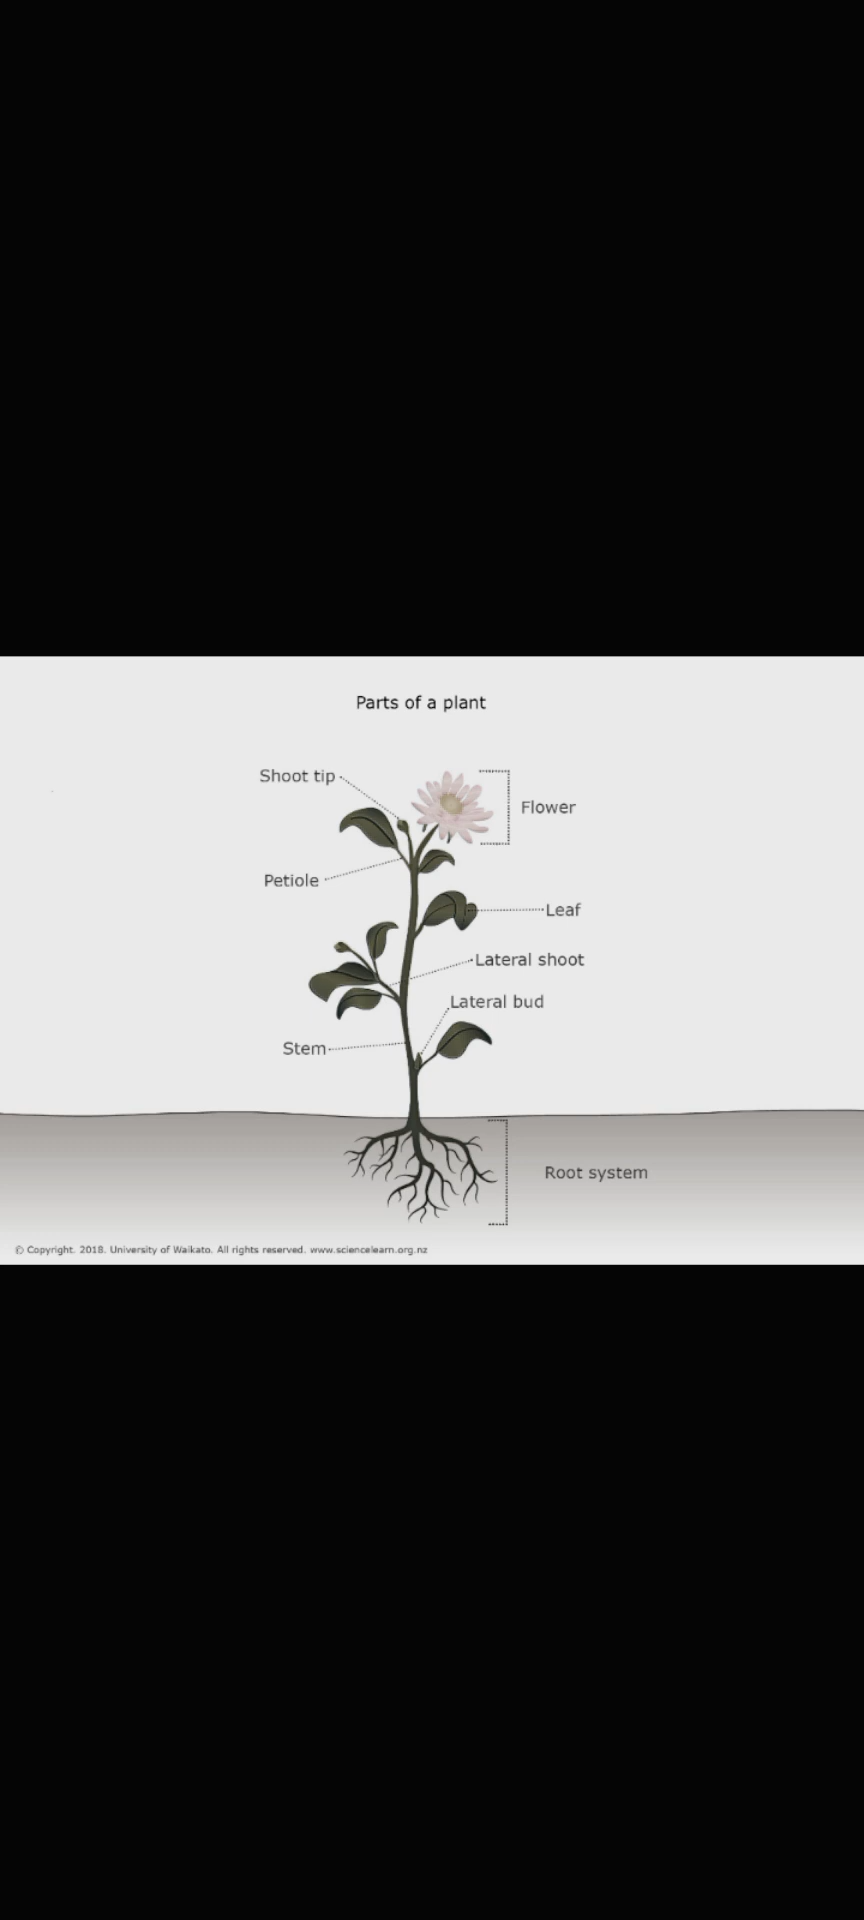 Parts of a plant
Shoot tip
Flower
Petiole
Leaf
Lateral shoot
Lateral bud
Stem
Root system
© Copyright. 2018. University of Waikato. All rights reserved. www.sciencelearn.org.nz